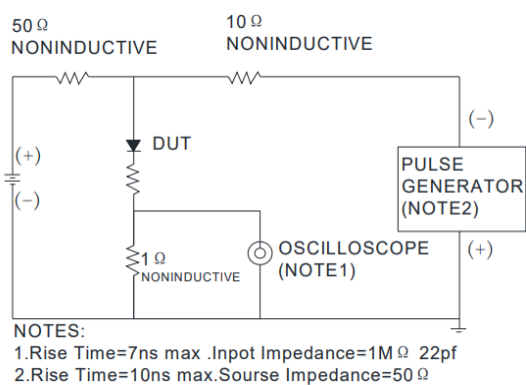 50 Ω
NONINDUCTIVE
10 Ω
NONINDUCTIVE
(+)
(−)
DUT
1 Ω
NONINDUCTIVE
OSCILLOSCOPE
(NOTE1)
(−)
PULSE
GENERATOR
(NOTE2)
(+)
NOTES:
1.Rise Time=7ns max .Inpot Impedance=1M Ω 22pf
2.Rise Time=10ns max.Sourse Impedance=50 Ω